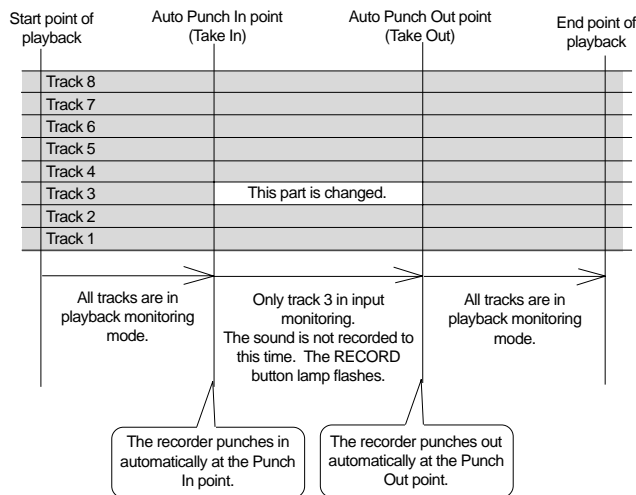 Start point of
playback
Auto Punch In point
(Take In)
Auto Punch Out point
(Take Out)
End point of
playback
Track 8
Track 7
Track 6
Track 5
Track 4
Track 3
This part is changed.
Track 2
Track 1
All tracks are in
playback monitoring
mode.
Only track 3 in input
monitoring.
The sound is not recorded to
this time. The RECORD
button lamp flashes.
All tracks are in
playback monitoring
mode.
The recorder punches in
automatically at the Punch
In point.
The recorder punches out
automatically at the Punch
Out point.